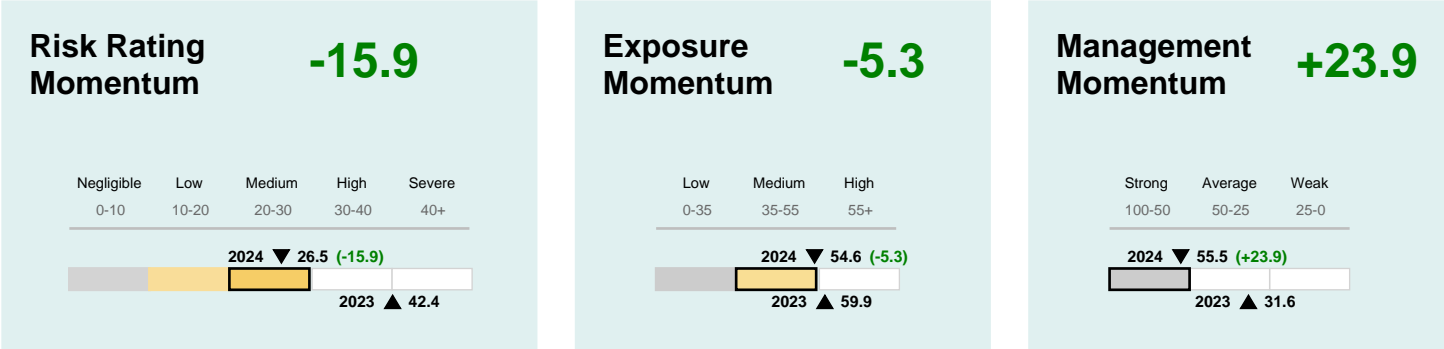 Risk Rating
Momentum
-15.9
Negligible Low Medium High Severe
0-10 10-20 20-30 30-40 40+
2024 ▼ 26.5 (-15.9)
2023 ▲ 42.4
Exposure
Momentum
-5.3
Low Medium High
0-35 35-55 55+
2024 ▼ 54.6 (-5.3)
2023 ▲ 59.9
Management
Momentum
+23.9
Strong Average Weak
100-50 50-25 25-0
2024 ▼ 55.5 (+23.9)
2023 ▲ 31.6